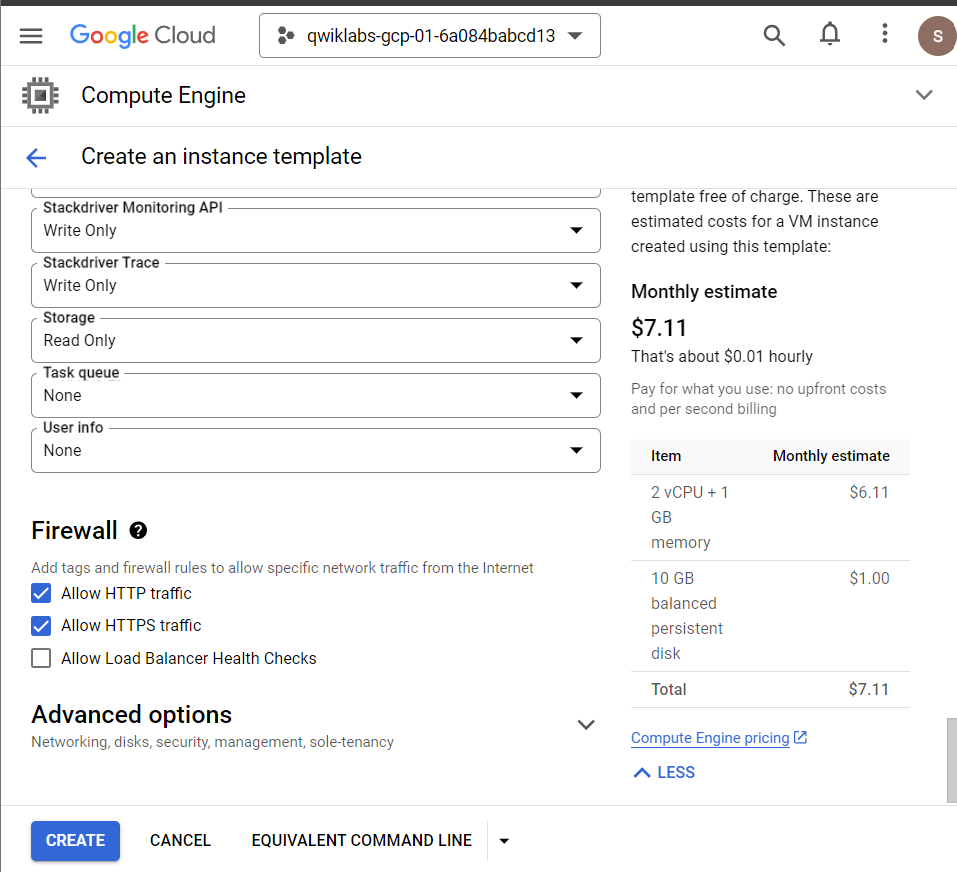 Google Cloud
qwiklabs-gcp-01-6a084babcd13
S
Compute Engine
Create an instance template
Stackdriver Monitoring API
Write Only
Stackdriver Trace
Write Only
Storage
Read Only
Task queue
None
User info
None
Firewall
?
Add tags and firewall rules to allow specific network traffic from the Internet
Allow HTTP traffic
Allow HTTPS traffic
Allow Load Balancer Health Checks
Advanced options
Networking, disks, security, management, sole-tenancy
template free of charge. These are
estimated costs for a VM instance
created using this template:
Monthly estimate
$7.11
That's about $0.01 hourly
Pay for what you use: no upfront costs
and per second billing
Item Monthly estimate
2 vCPU + 1 $6.11
GB
memory
10 GB $1.00
balanced
persistent
disk
Total $7.11
Compute Engine pricing
LESS
CREATE CANCEL EQUIVALENT COMMAND LINE